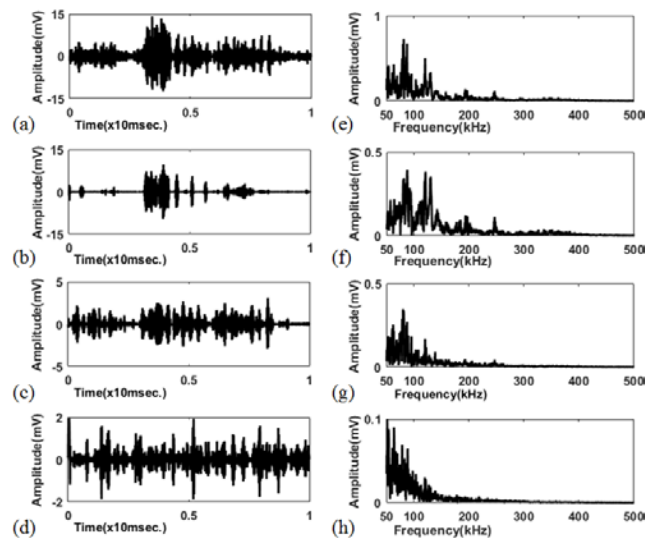 Amplitude(mV)
15
0
-15
0 0.5 1
(a) Time(x10msec.)
Amplitude(mV)
1
0.5
0
50 100 200 300 400 500
(e) Frequency(kHz)
Amplitude(mV)
15
0
-15
0 0.5 1
(b) Time(x10msec.)
Amplitude(mV)
0.5
0
50 100 200 300 400 500
(f) Frequency(kHz)
Amplitude(mV)
5
0
-5
0 0.5 1
(c) Time(x10msec.)
Amplitude(mV)
0.5
0
50 100 200 300 400 500
(g) Frequency(kHz)
Amplitude(mV)
2
0
-2
0 0.5 1
(d) Time(x10msec.)
Amplitude(mV)
0.1
0
50 100 200 300 400 500
(h) Frequency(kHz)